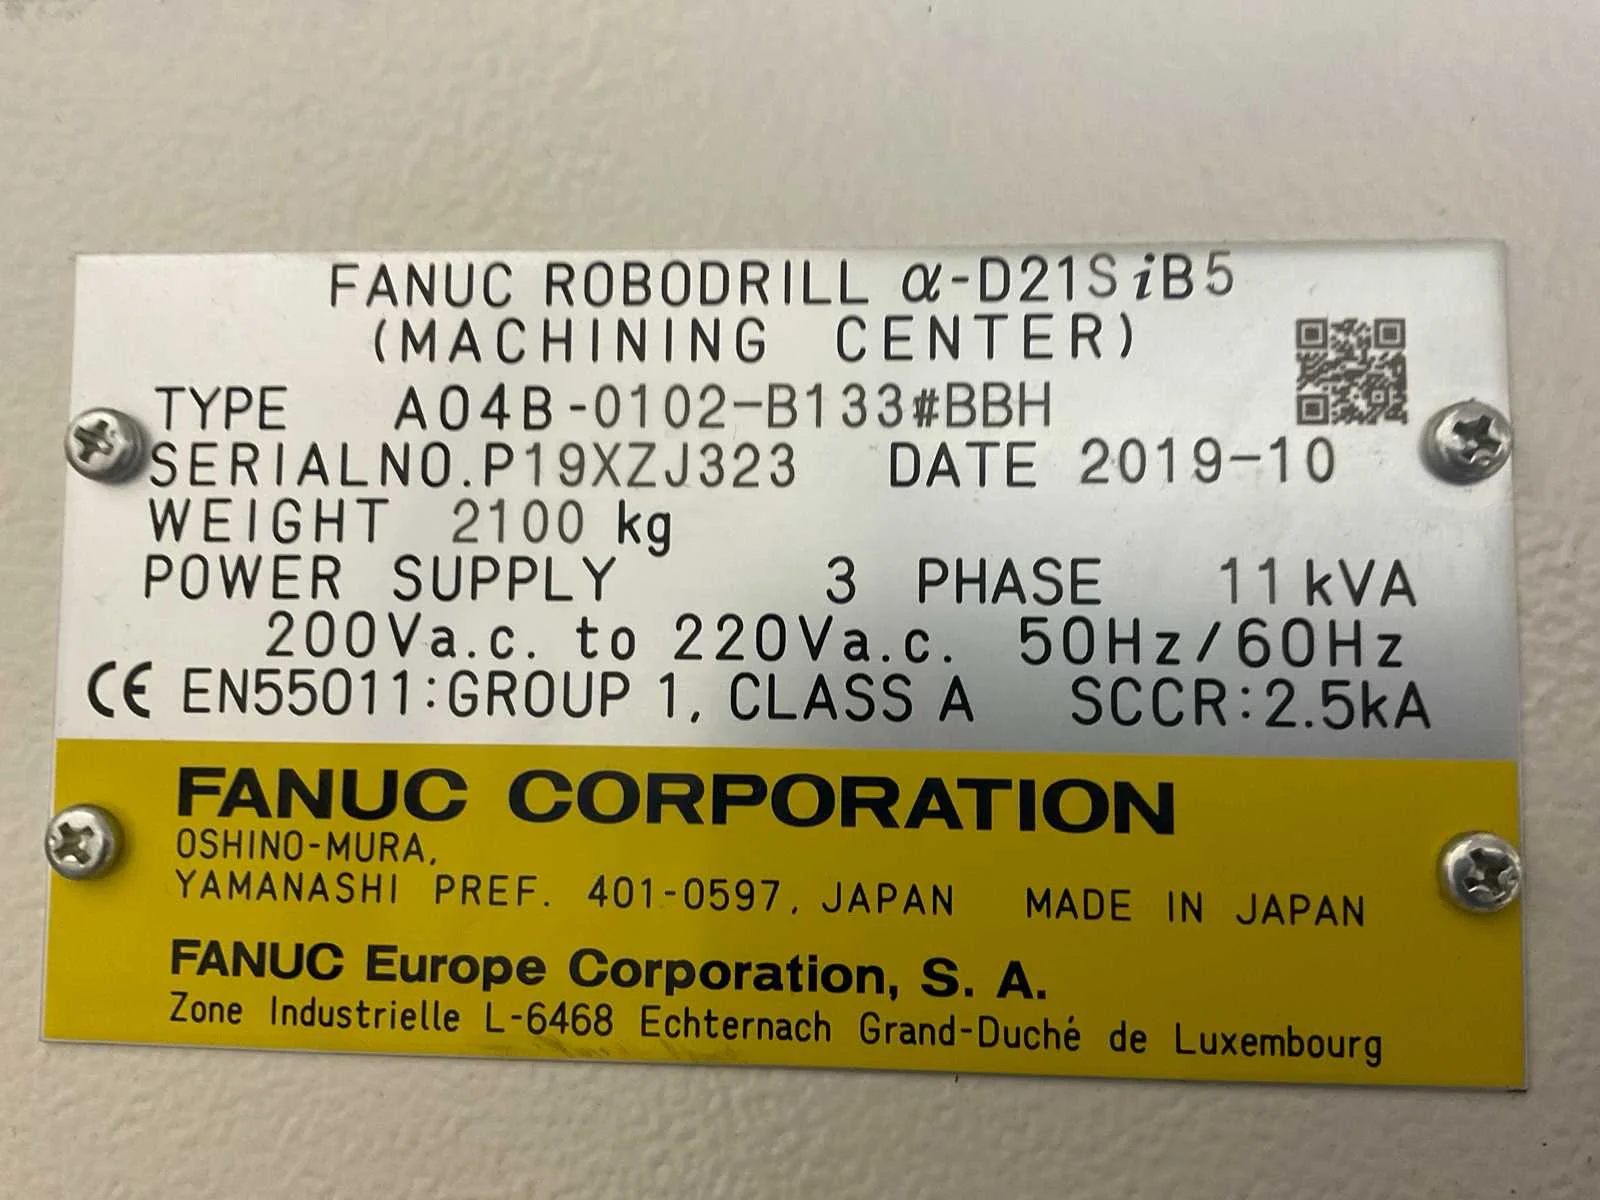 FANUC ROBODRILL α-D21SiB5
(MACHINING CENTER)
TYPE A04B-0102-B133#BBH
SERIALNO.P19XZJ323 DATE 2019-10
WEIGHT 2100 kg
POWER SUPPLY 3 PHASE 11kVA
200Va.c. to 220Va.c. 50Hz/60Hz
CE EN55011:GROUP 1, CLASS A SCCR:2.5kA
FANUC CORPORATION
OSHINO-MURA,
YAMANASHI PREF. 401-0597, JAPAN MADE IN JAPAN
FANUC Europe Corporation, S. A.
Zone Industrielle L-6468 Echternach Grand-Duché de Luxembourg